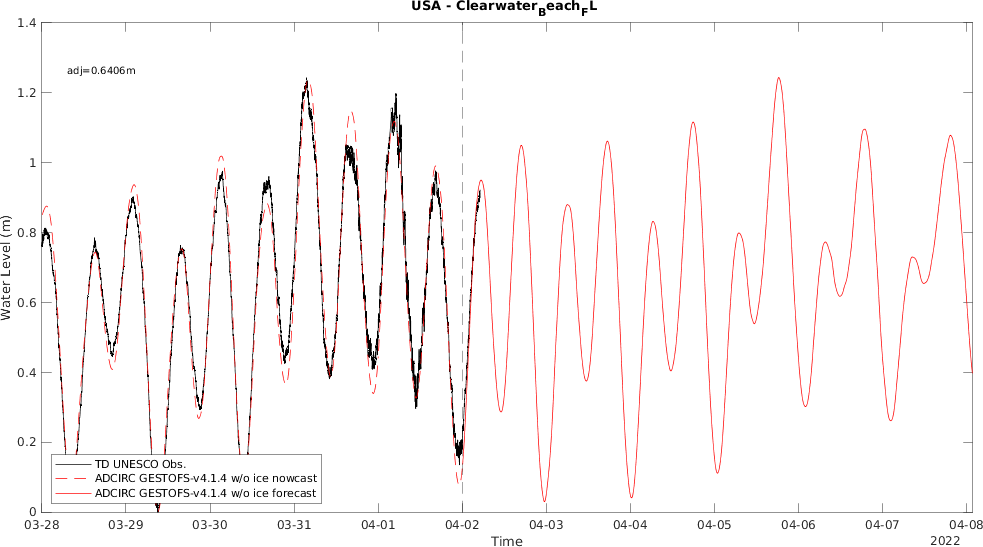 USA - ClearwaterBeachFL
adj=0.6406m
1.4
1.2
1
0.8
0.6
0.4
0.2
0
Water Level (m)
TD UNESCO Obs.
ADCIRC GESTOFS-v4.1.4 w/o ice nowcast
ADCIRC GESTOFS-v4.1.4 w/o ice forecast
03-28 03-29 03-30 03-31 04-01 04-02 04-03 04-04 04-05 04-06 04-07 04-08
Time
2022